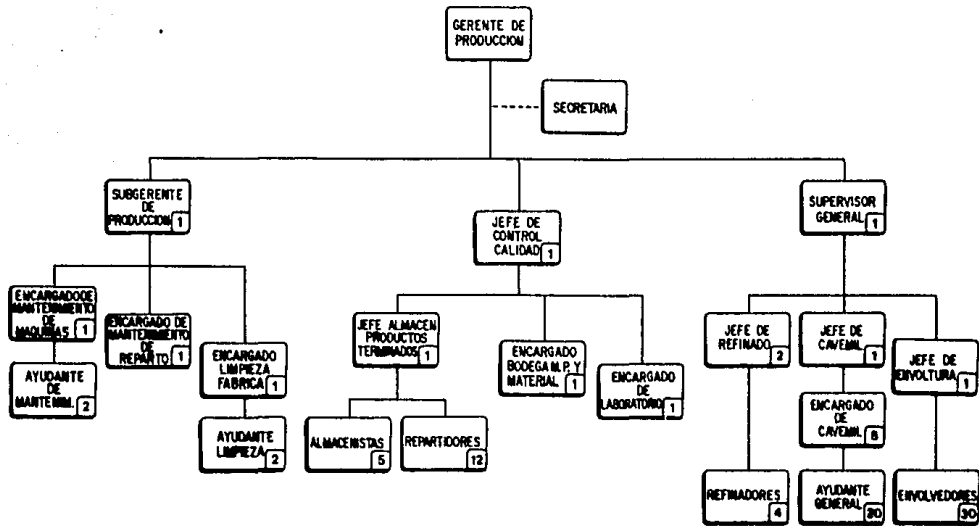 GERENTE DE
PRODUCCION
SECRETARIA
SUBGERENTE
DE
PRODUCCION 1
JEFE DE
CONTROL
CALIDAD 1
SUPERVISOR
GENERAL 1
ENCARGADO DE
MANTENIMIENTO
DE
MAQUINAS 1
ENCARGADO DE
MANTENIMIENTO
DE
REPARTO 1
ENCARGADO
LIMPIEZA
FABRICA 1
AYUDANTE
DE
MANTENIM. 2
AYUDANTE
LIMPIEZA 2
JEFE ALMACEN
PRODUCTOS
TERMINADOS 1
ENCARGADO
BODEGA M.P. Y
MATERIAL 1
ENCARGADO
DE
LABORATORIO 1
ALMACENISTAS 5
REPARTIDORES 12
JEFE DE
REFINADO 2
JEFE DE
CAVEMIL
JEFE DE
ENVOLTURA 1
ENCARGADO
DE
CAVEMIL
REFINADORES 4
AYUDANTE
GENERAL 30
ENVOLVEDORES 30